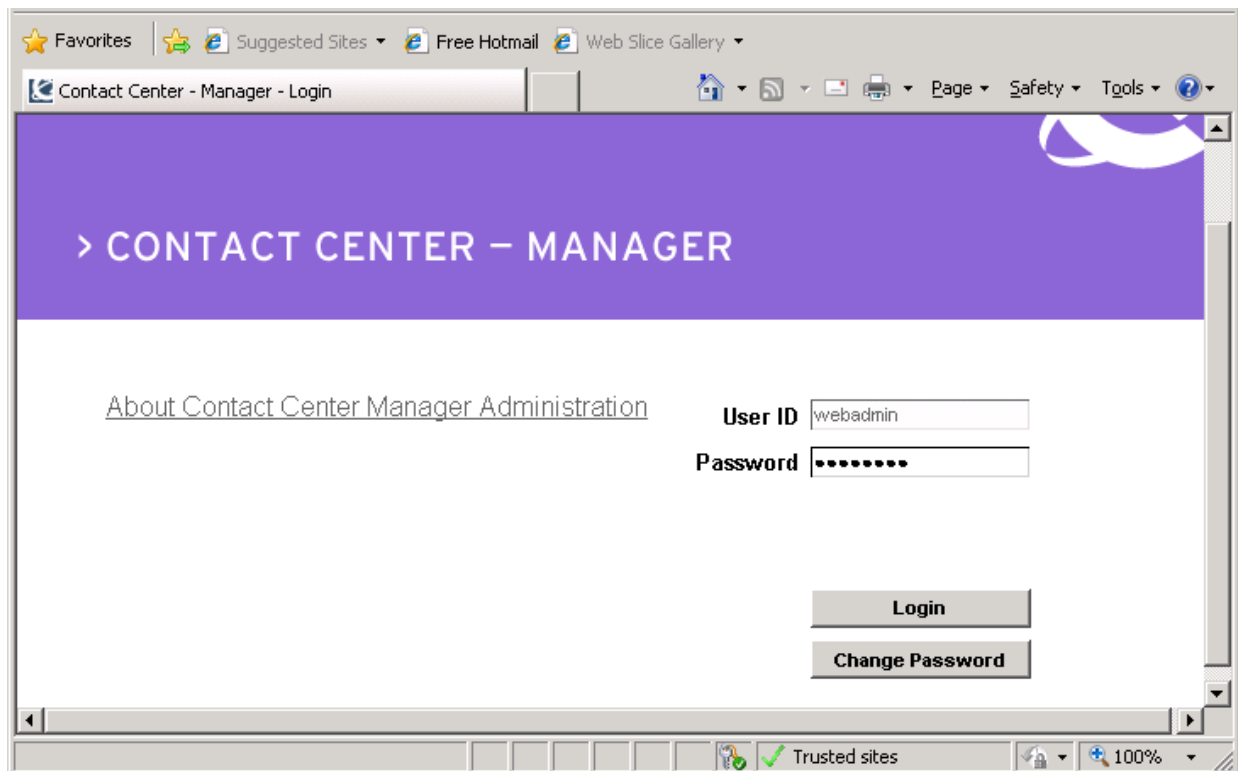 Favorites Suggested Sites Free Hotmail Web Slice Gallery
Contact Center - Manager - Login Page Safety Tools
> CONTACT CENTER – MANAGER
About Contact Center Manager Administration
User ID webadmin
Password ••••••••
Login
Change Password
Trusted sites 100%